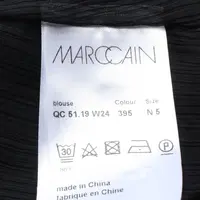 MARCCAIN
blouse Colour Size
QC 51.19 W24 395 N 5
30
P
made in China
fabriqué en Chine